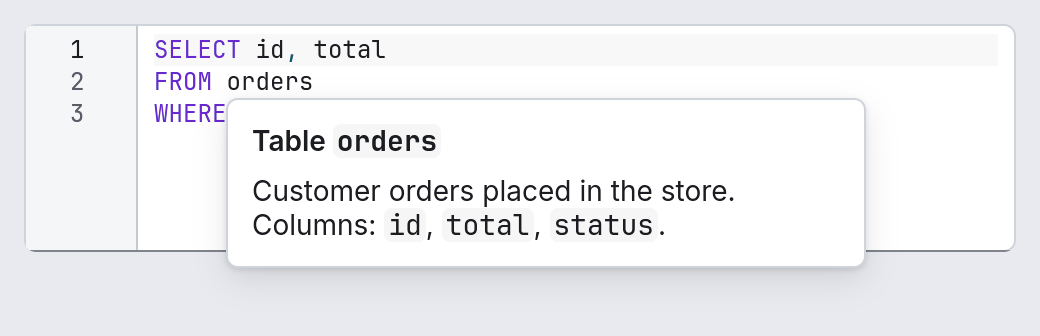 1 SELECT id, total
2 FROM orders
3 WHERE
Table orders
Customer orders placed in the store.
Columns: id, total, status.